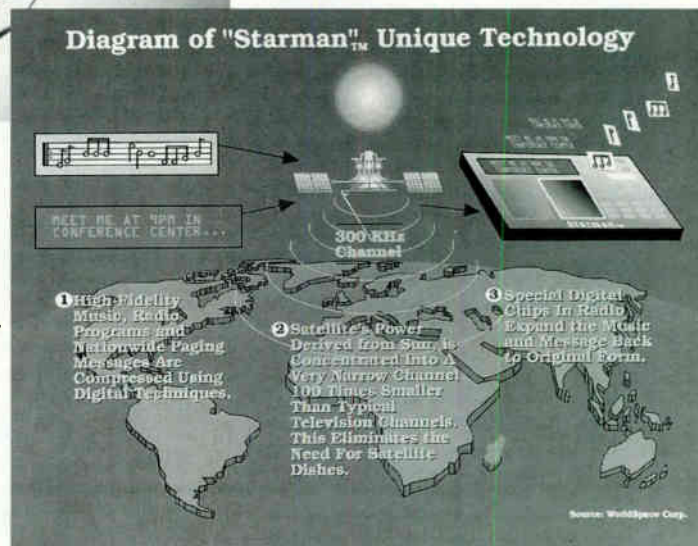 Diagram of "Starman"™ Unique Technology
MEET ME AT 4PM IN
CONFERENCE CENTER...
Starman™
300 KHz
Channel
1 High-Fidelity
Music, Radio
Programs and
Nationwide Paging
Messages Are
Compressed Using
Digital Techniques.
2 Satellite's Power
Derived from Sun, is
Concentrated Into A
Very Narrow Channel
100 Times Smaller
Than Typical
Television Channels.
This Eliminates the
Need For Satellite
Dishes.
3 Special Digital
Chips In Radio
Expand the Music
and Message Back
to Original Form.
Source: WorldSpace Corp.